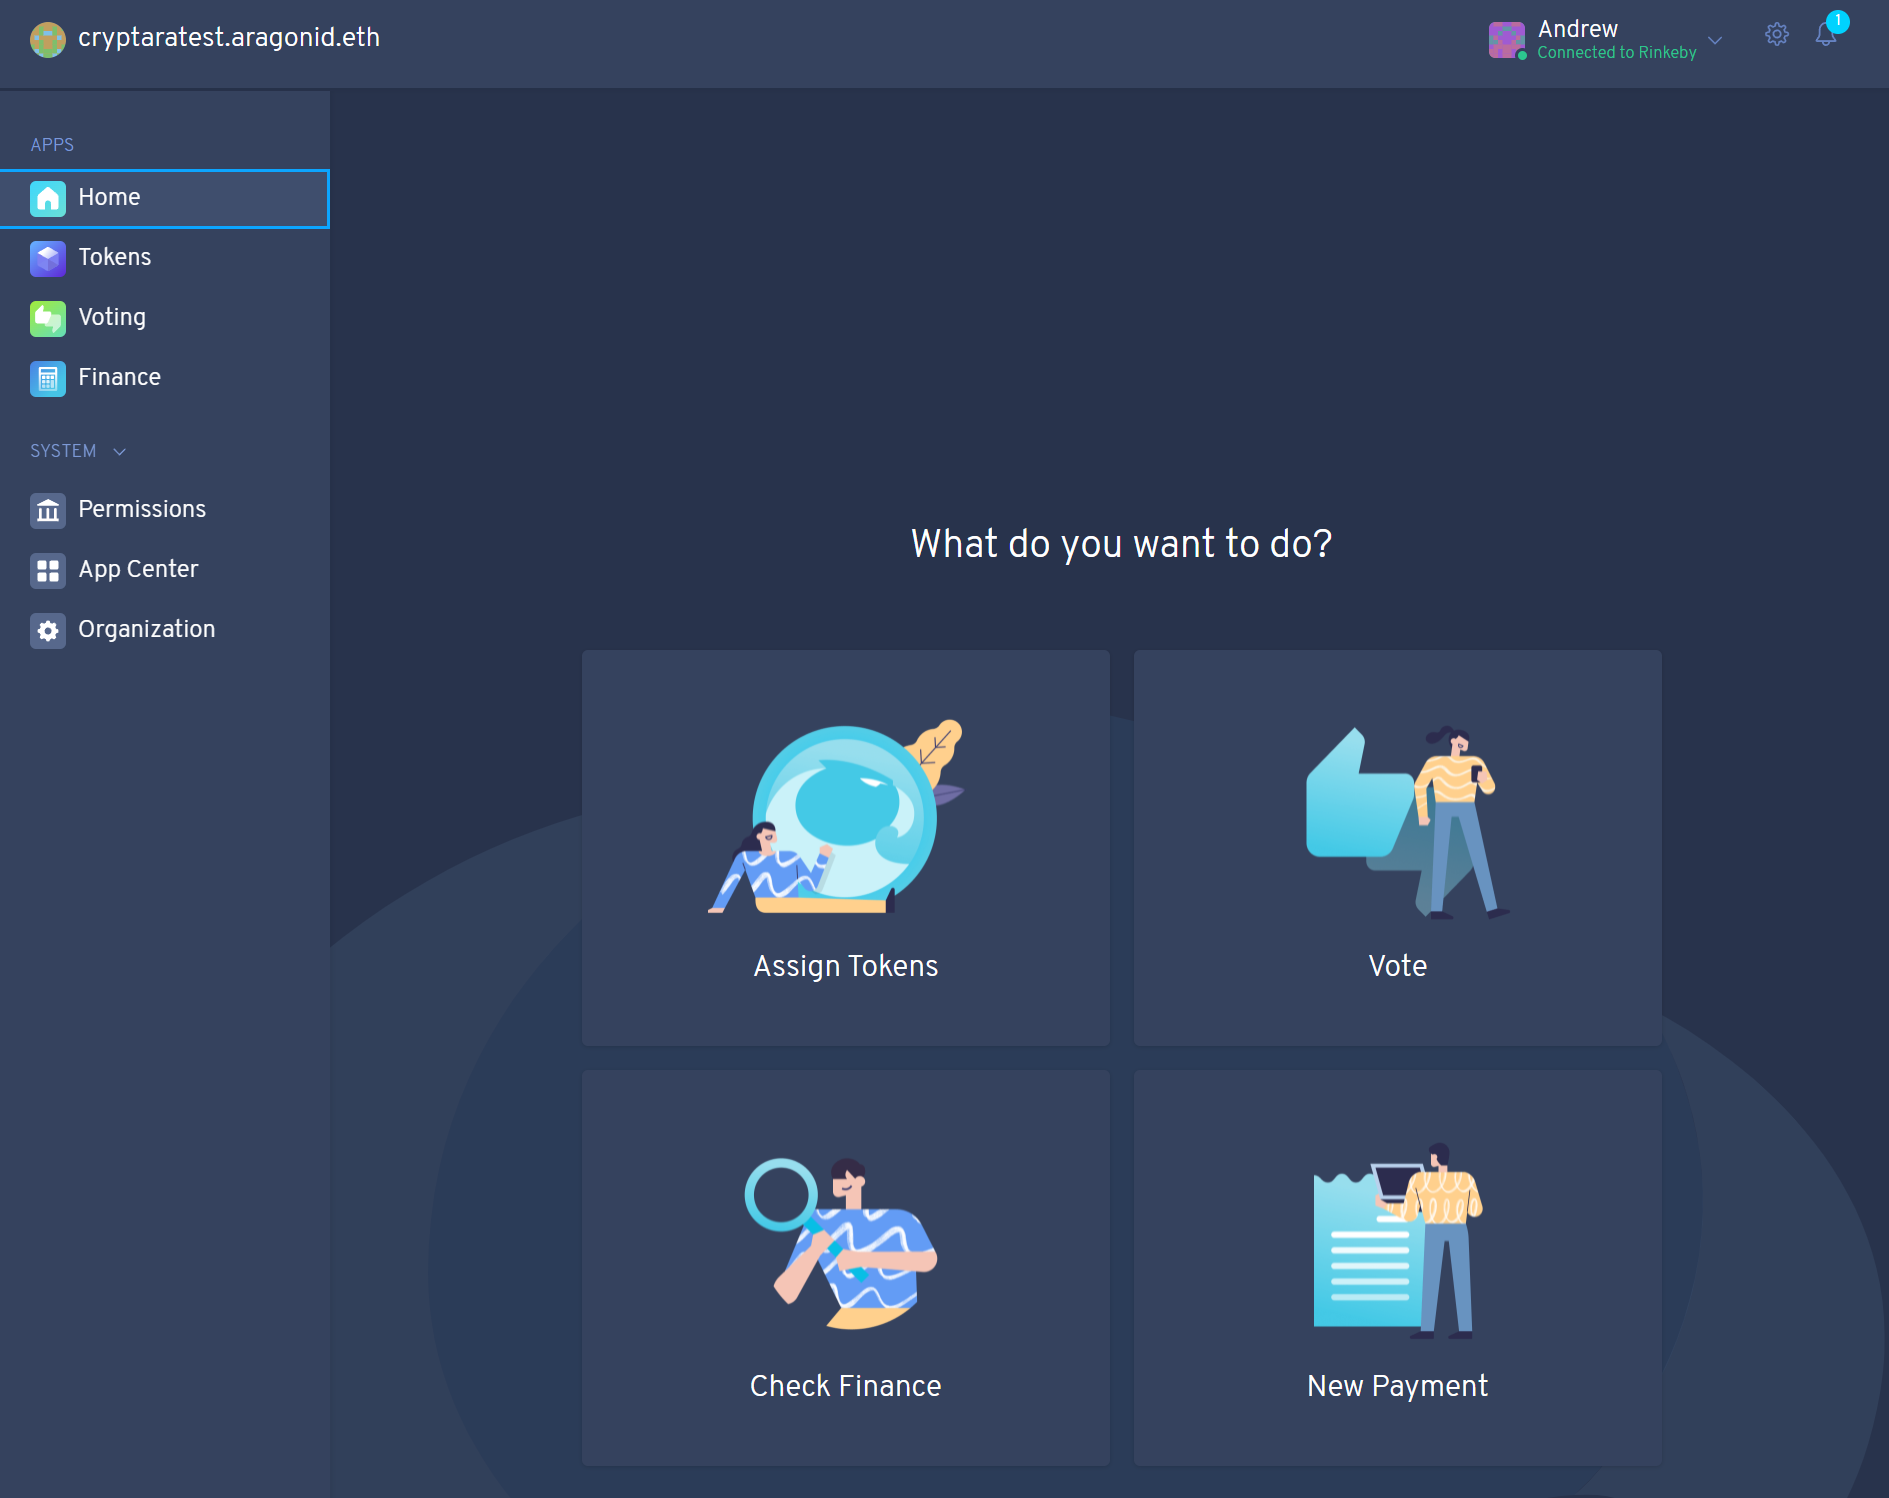 cryptaratest.aragonid.eth
Andrew
Connected to Rinkeby
1
APPS
Home
Tokens
Voting
Finance
SYSTEM
Permissions
App Center
Organization
What do you want to do?
Assign Tokens
Vote
Check Finance
New Payment